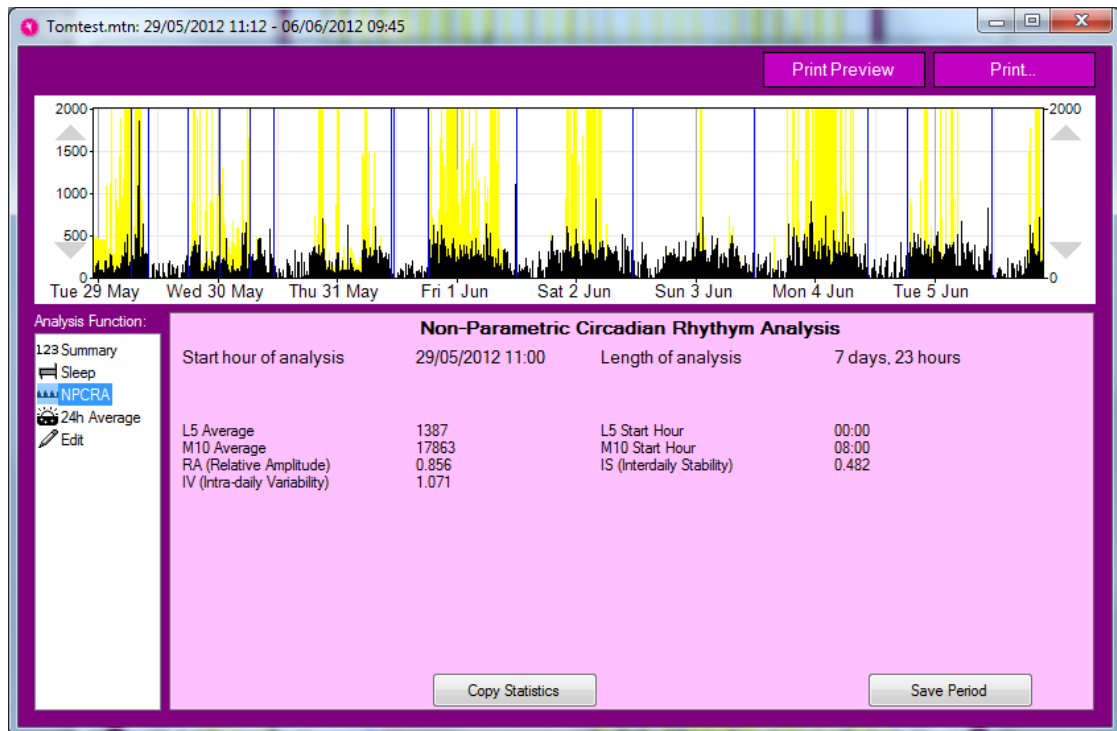 Tomtest.mtn: 29/05/2012 11:12 - 06/06/2012 09:45
Print Preview Print...
2000 2000
1500
1000
500
0 0
Tue 29 May Wed 30 May Thu 31 May Fri 1 Jun Sat 2 Jun Sun 3 Jun Mon 4 Jun Tue 5 Jun
Analysis Function:
123 Summary
Sleep
NPCRA
24h Average
Edit
Non-Parametric Circadian Rhythym Analysis
Start hour of analysis 29/05/2012 11:00 Length of analysis 7 days, 23 hours
L5 Average 1387 L5 Start Hour 00:00
M10 Average 17863 M10 Start Hour 08:00
RA (Relative Amplitude) 0.856 IS (Interdaily Stability) 0.482
IV (Intra-daily Variability) 1.071
Copy Statistics Save Period